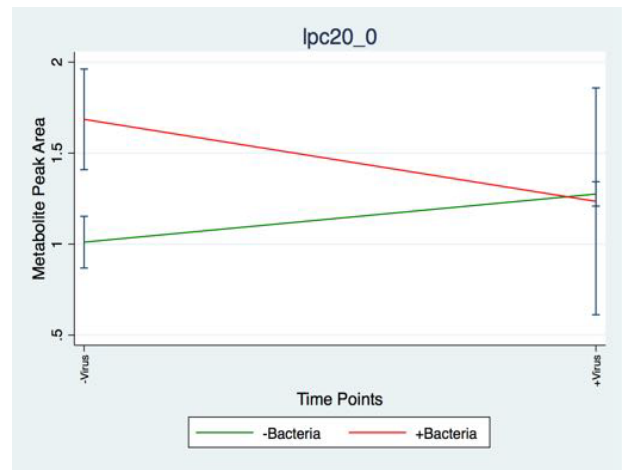 lpc20_0
Metabolite Peak Area
2
1.5
1
.5
-Virus
+Virus
Time Points
-Bacteria
+Bacteria